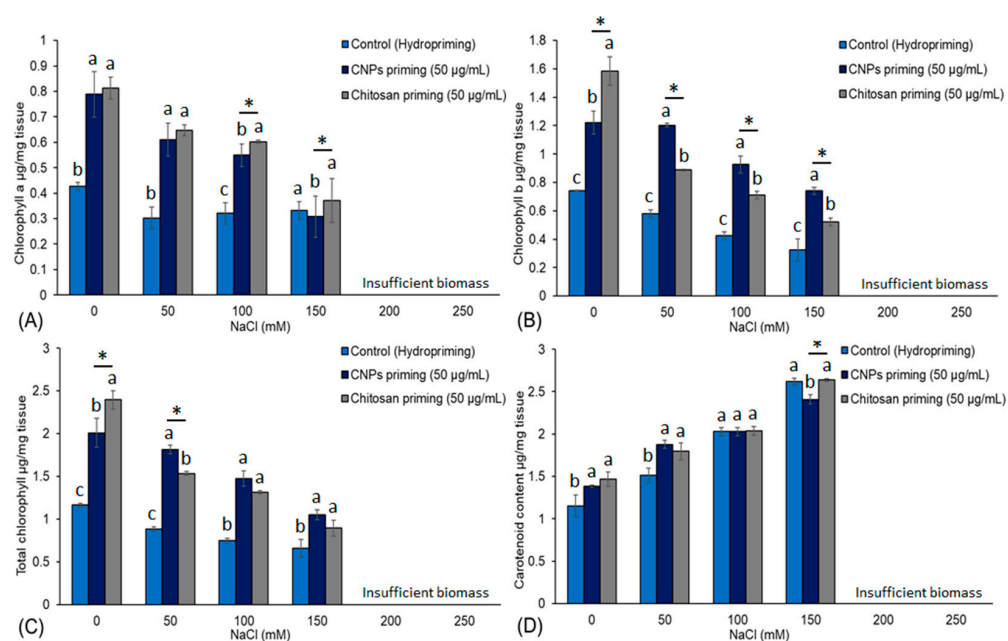 1
0.9
0.8
0.7
0.6
0.5
0.4
0.3
0.2
0.1
0
Chlorophyll a µg/mg tissue
Control (Hydropriming)
CNPs priming (50 µg/mL)
Chitosan priming (50 µg/mL)
b a a
b a a
c b * a
a b * a
Insufficient biomass
0 50 100 150 200 250
NaCl (mM)
(A)
1.8
1.6
1.4
1.2
1
0.8
0.6
0.4
0.2
0
Chlorophyll b µg/mg tissue
Control (Hydropriming)
CNPs priming (50 µg/mL)
Chitosan priming (50 µg/mL)
b b * a
c a * b
c a * b
c a * b
Insufficient biomass
0 50 100 150 200 250
NaCl (mM)
(B)
3
2.5
2
1.5
1
0.5
0
Total chlorophyll µg/mg tissue
Control (Hydropriming)
CNPs priming (50 µg/mL)
Chitosan priming (50 µg/mL)
c b * a
c a * b
b a a
b a a
Insufficient biomass
0 50 100 150 200 250
NaCl (mM)
(C)
3
2.5
2
1.5
1
0.5
0
Carotenoid content µg/mg tissue
Control (Hydropriming)
CNPs priming (50 µg/mL)
Chitosan priming (50 µg/mL)
b a a
b a a
a a a
a b * a
Insufficient biomass
0 50 100 150 200 250
NaCl (mM)
(D)